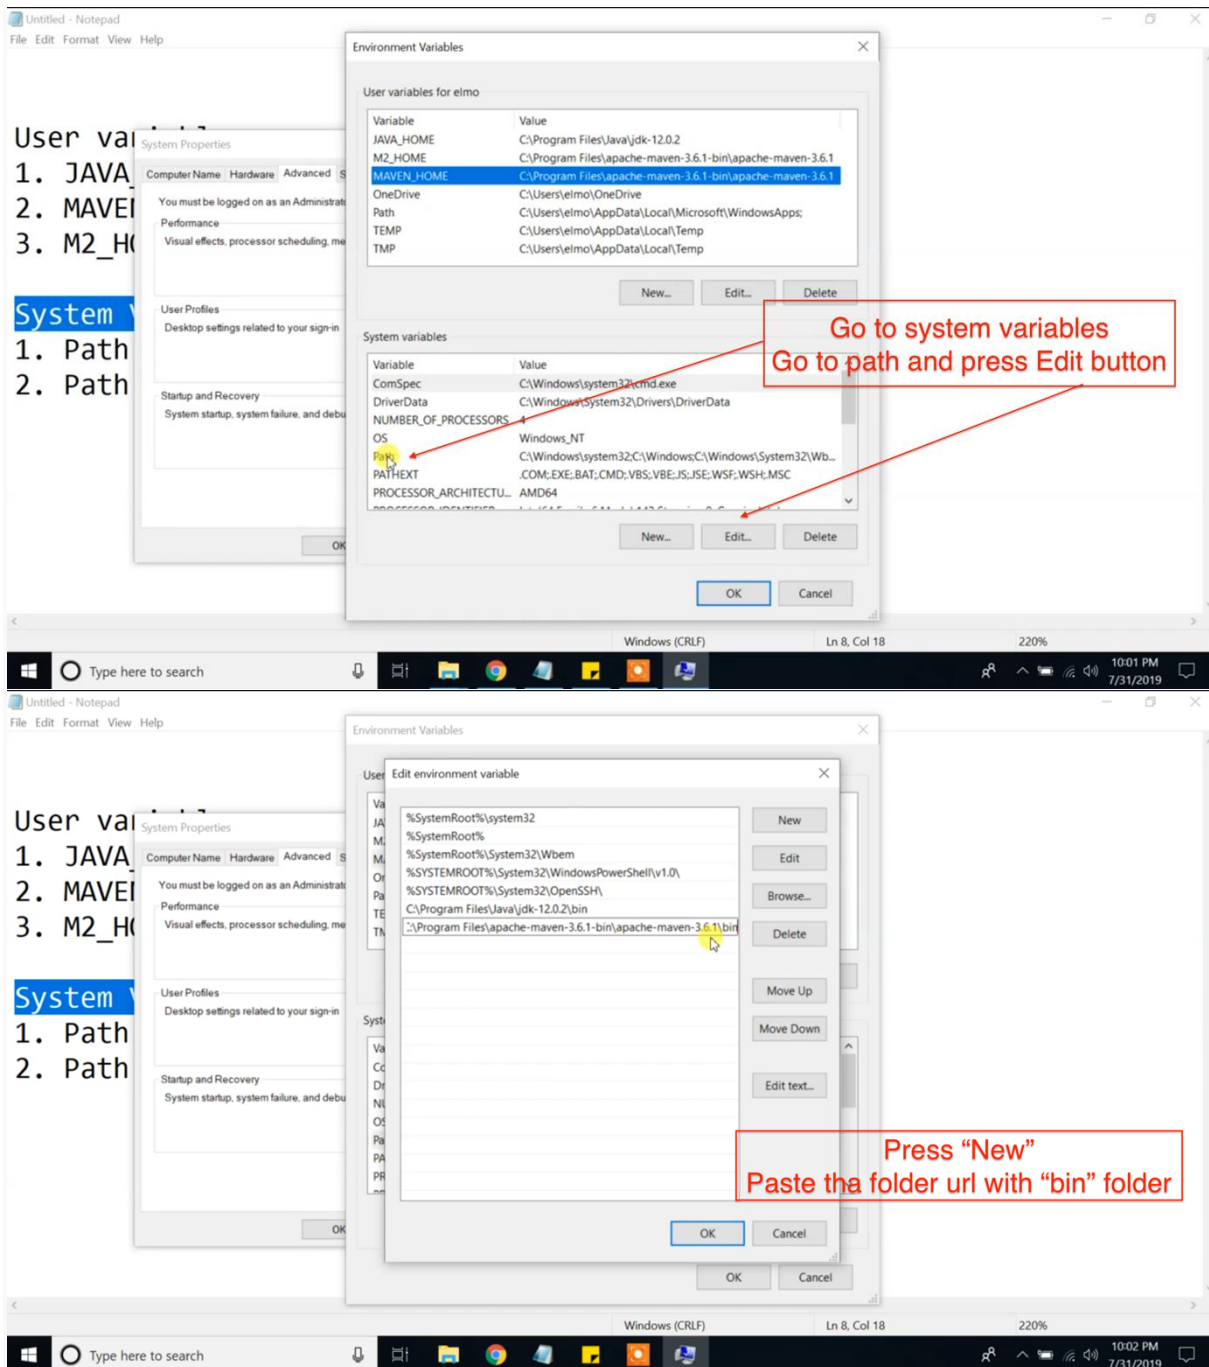 Untitled - Notepad
File Edit Format View Help
Environment Variables
User variables for elmo
Variable Value
JAVA_HOME C:\Program Files\Java\jdk-12.0.2
M2_HOME C:\Program Files\apache-maven-3.6.1-bin\apache-maven-3.6.1
MAVEN_HOME C:\Program Files\apache-maven-3.6.1-bin\apache-maven-3.6.1
OneDrive C:\Users\elmo\OneDrive
Path C:\Users\elmo\AppData\Local\Microsoft\WindowsApps;
TEMP C:\Users\elmo\AppData\Local\Temp
TMP C:\Users\elmo\AppData\Local\Temp
New... Edit... Delete
System variables
Variable Value
ComSpec C:\Windows\system32\cmd.exe
DriverData C:\Windows\System32\Drivers\DriverData
NUMBER_OF_PROCESSORS 4
OS Windows_NT
Path C:\Windows\system32;C:\Windows;C:\Windows\System32\Wb...
PATHEXT .COM;.EXE;.BAT;.CMD;.VBS;.VBE;.JS;.JSE;.WSF;.WSH;.MSC
PROCESSOR_ARCHITECTU... AMD64
New... Edit... Delete
OK Cancel
Go to system variables
Go to path and press Edit button
User var
1. JAVA_
2. MAVEN
3. M2_HO
System V
1. Path
2. Path
System Properties
Computer Name Hardware Advanced S
You must be logged on as an Administrat
Performance
Visual effects, processor scheduling, me
User Profiles
Desktop settings related to your sign-in
Startup and Recovery
System startup, system failure, and debu
OK
Windows (CRLF) Ln 8, Col 18 220%
Type here to search
10:01 PM
7/31/2019
Untitled - Notepad
File Edit Format View Help
Environment Variables
User
Edit environment variable
%SystemRoot%\system32
%SystemRoot%
%SystemRoot%\System32\Wbem
%SYSTEMROOT%\System32\WindowsPowerShell\v1.0\
%SYSTEMROOT%\System32\OpenSSH\
C:\Program Files\Java\jdk-12.0.2\bin
:\Program Files\apache-maven-3.6.1-bin\apache-maven-3.6.1\bin
New
Edit
Browse...
Delete
Move Up
Move Down
Edit text...
OK Cancel
OK Cancel
Press “New”
Paste tha folder url with “bin” folder
User var
1. JAVA_
2. MAVEN
3. M2_HO
System V
1. Path
2. Path
System Properties
Computer Name Hardware Advanced S
You must be logged on as an Administrat
Performance
Visual effects, processor scheduling, me
User Profiles
Desktop settings related to your sign-in
Startup and Recovery
System startup, system failure, and debu
OK
Windows (CRLF) Ln 8, Col 18 220%
Type here to search
10:02 PM
7/31/2019